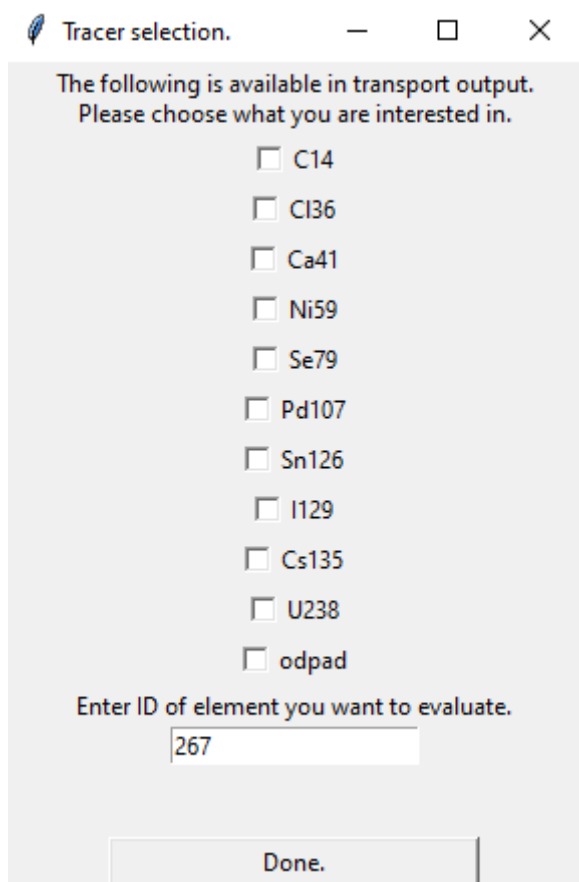 Tracer selection.
The following is available in transport output.
Please choose what you are interested in.
C14
Cl36
Ca41
Ni59
Se79
Pd107
Sn126
I129
Cs135
U238
odpad
Enter ID of element you want to evaluate.
267
Done.